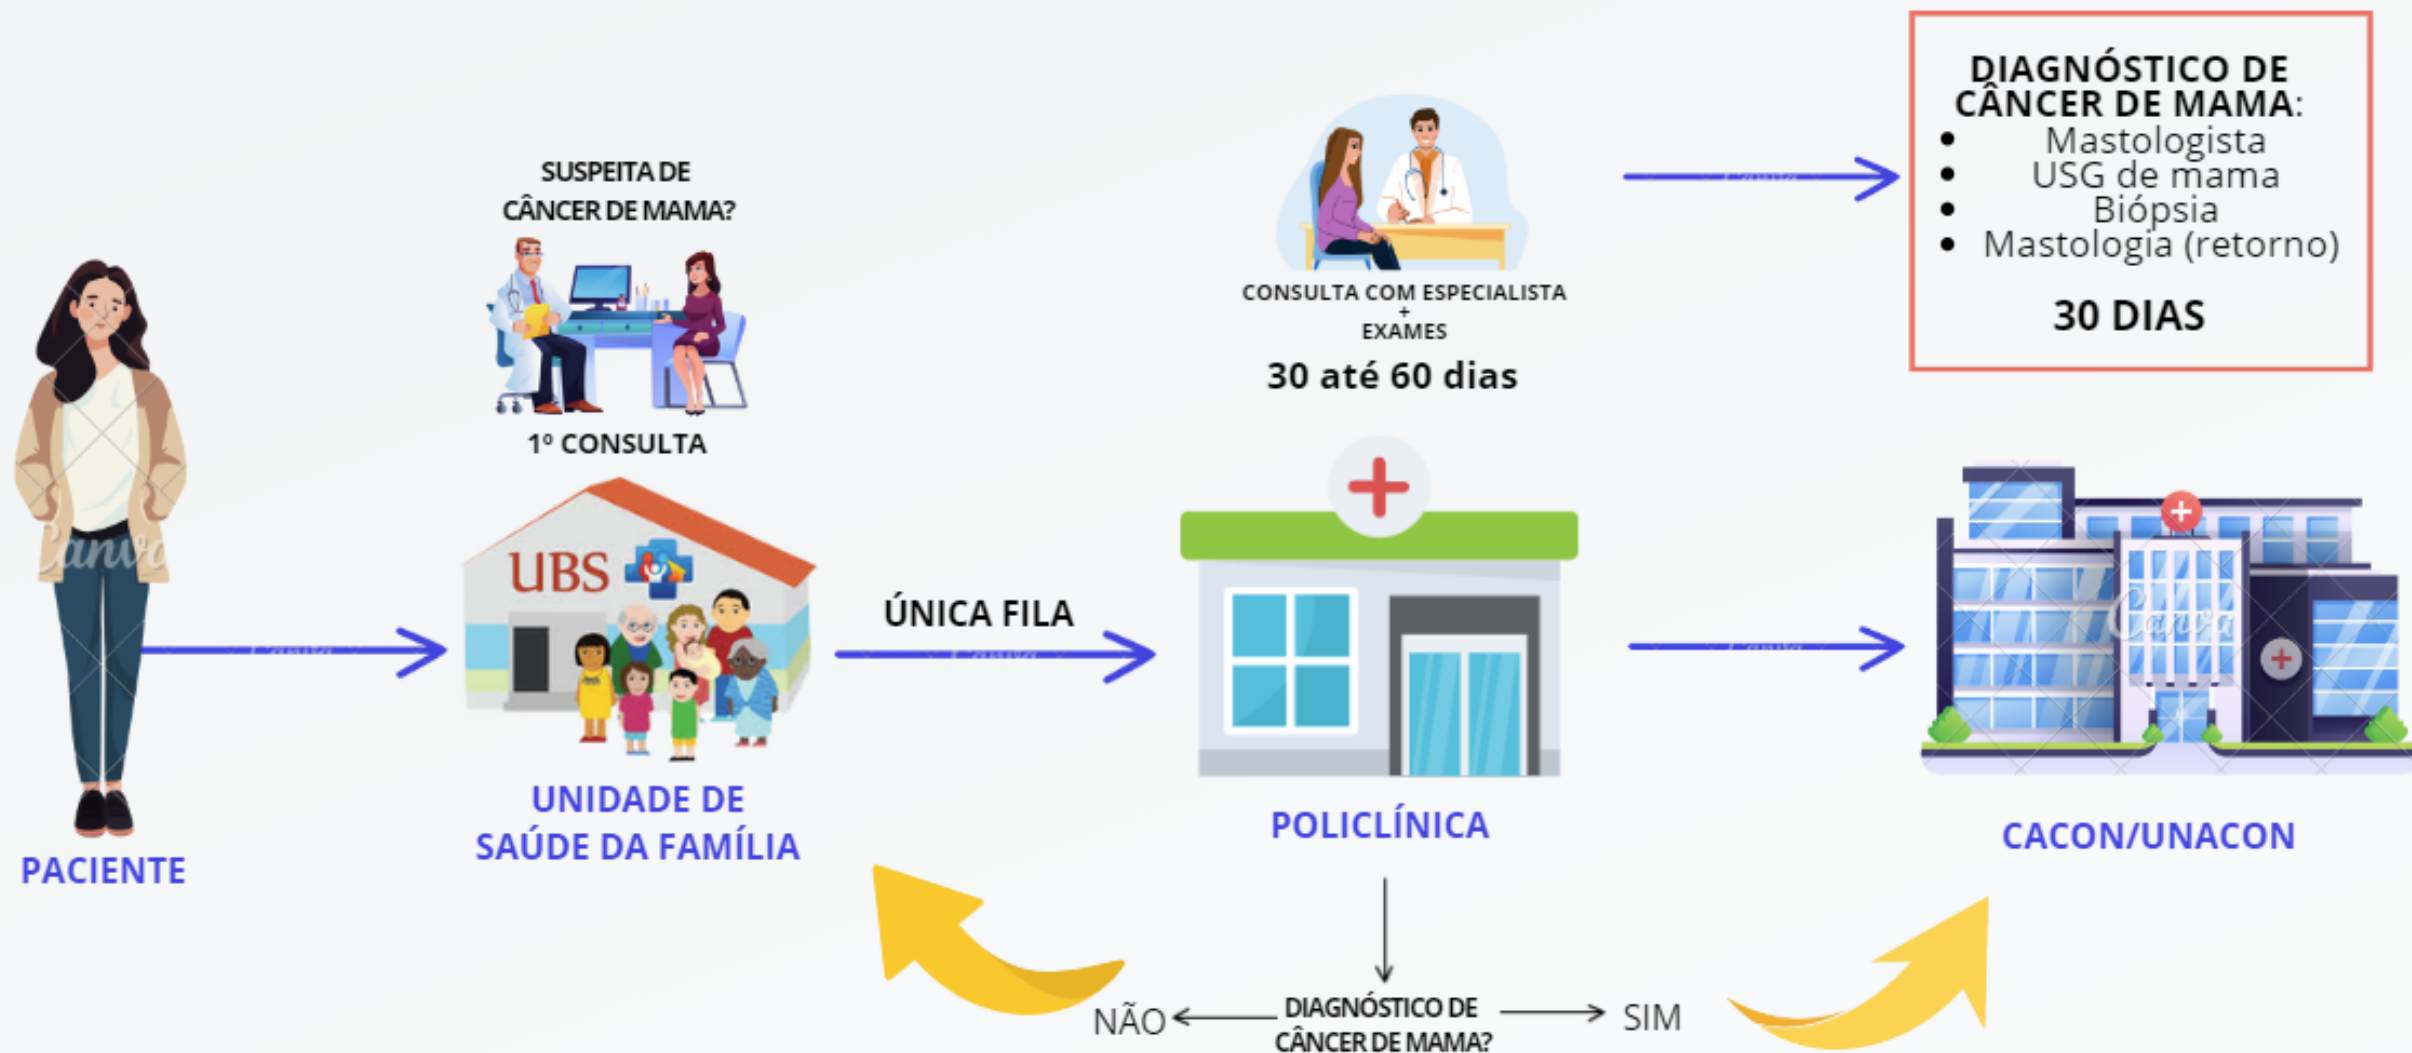 SUSPEITA DE
CÂNCER DE MAMA?
1º CONSULTA
UBS
UNIDADE DE
SAÚDE DA FAMÍLIA
PACIENTE
Canva
ÚNICA FILA
CONSULTA COM ESPECIALISTA
+
EXAMES
30 até 60 dias
POLICLÍNICA
DIAGNÓSTICO DE
CÂNCER DE MAMA:
• Mastologista
• USG de mama
• Biópsia
• Mastologia (retorno)
30 DIAS
Canva
CACON/UNACON
NÃO
DIAGNÓSTICO DE
CÂNCER DE MAMA?
SIM